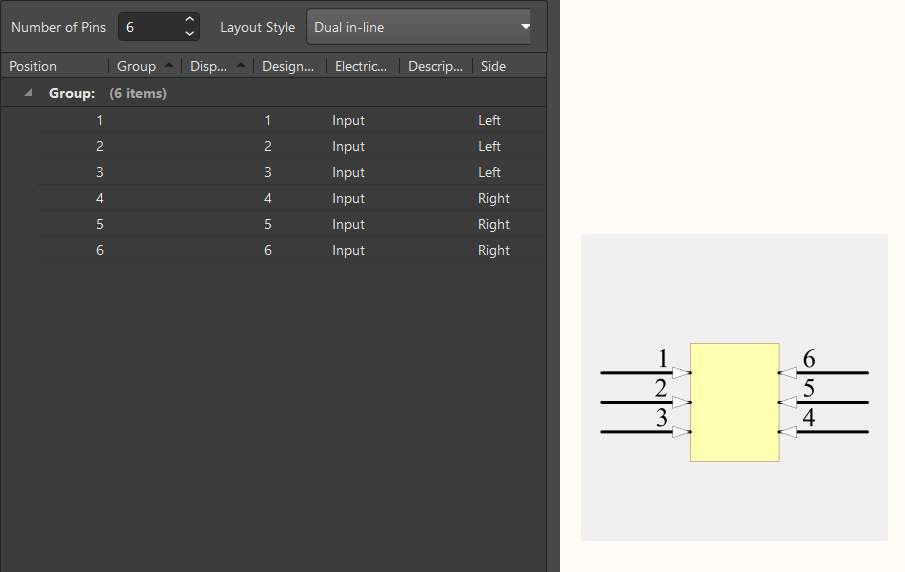 Number of Pins 6 Layout Style Dual in-line
Position Group Disp... Design... Electric... Descrip... Side
Group: (6 items)
1 1 Input Left
2 2 Input Left
3 3 Input Left
4 4 Input Right
5 5 Input Right
6 6 Input Right
1 6
2 5
3 4